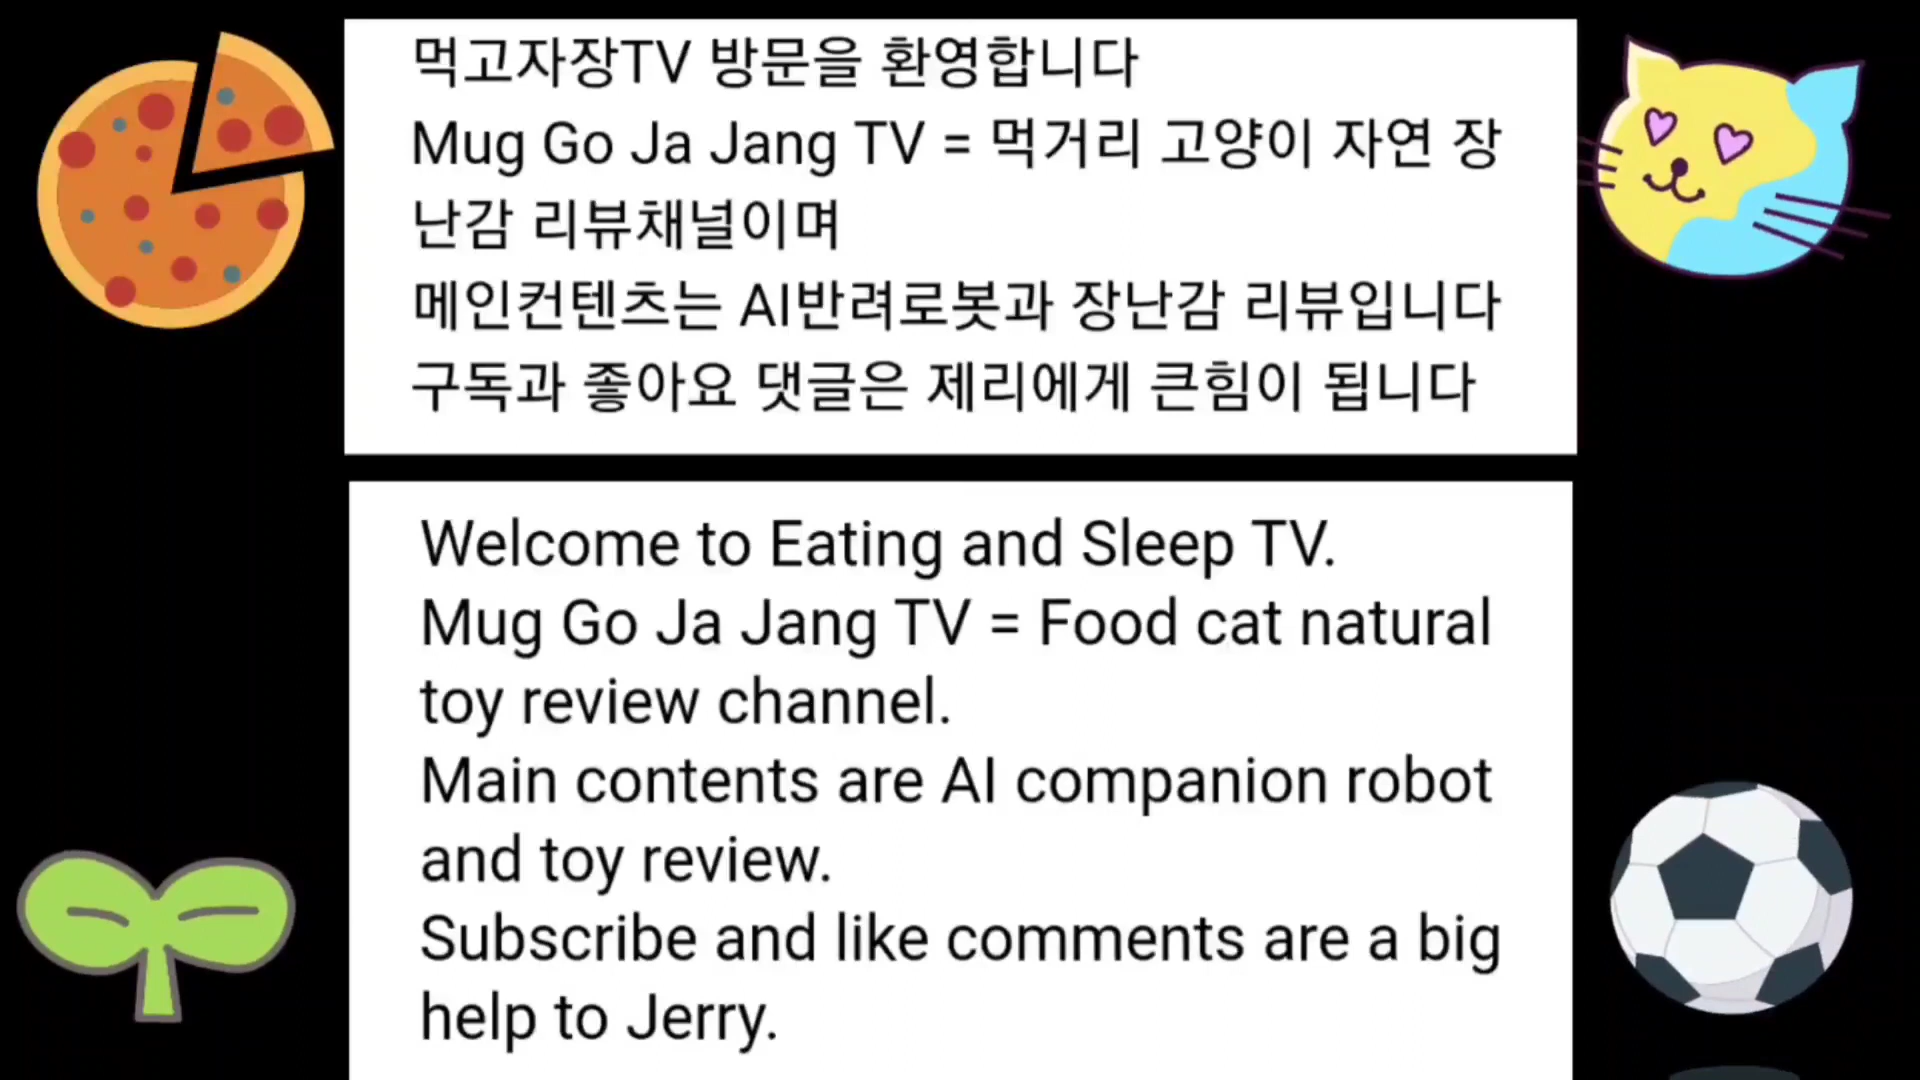 먹고자장TV 방문을 환영합니다
Mug Go Ja Jang TV = 먹거리 고양이 자연 장
난감 리뷰채널이며
메인컨텐츠는 AI반려로봇과 장난감 리뷰입니다
구독과 좋아요 댓글은 제리에게 큰힘이 됩니다
Welcome to Eating and Sleep TV.
Mug Go Ja Jang TV = Food cat natural
toy review channel.
Main contents are AI companion robot
and toy review.
Subscribe and like comments are a big
help to Jerry.